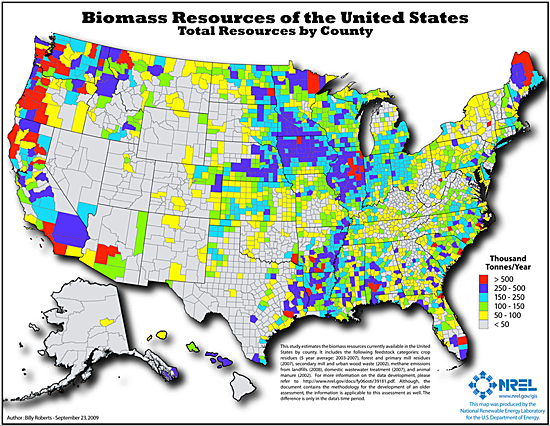 Biomass Resources of the United States
Total Resources by County
Thousand
Tonnes/Year
> 500
250 - 500
150 - 250
100 - 150
50 - 100
< 50
This study estimates the biomass resources currently available in the United
States by county. It includes the following feedstock categories: crop
residues (5 year average: 2003-2007), forest and primary mill residues
(2007), secondary mill and urban wood waste (2002), methane emissions
from landfills (2008), domestic wastewater treatment (2007), and animal
manure (2002). For more information on the data development, please
refer to http://www.nrel.gov/docs/fy06osti/39181.pdf. Although, the
document contains the methodology for the development of an older
assessment, the information is applicable to this assessment as well. The
difference is only in the data's time period.
NREL
www.nrel.gov/gis
This map was produced by the
National Renewable Energy Laboratory
for the U.S. Department of Energy.
Author: Billy Roberts - September 23, 2009